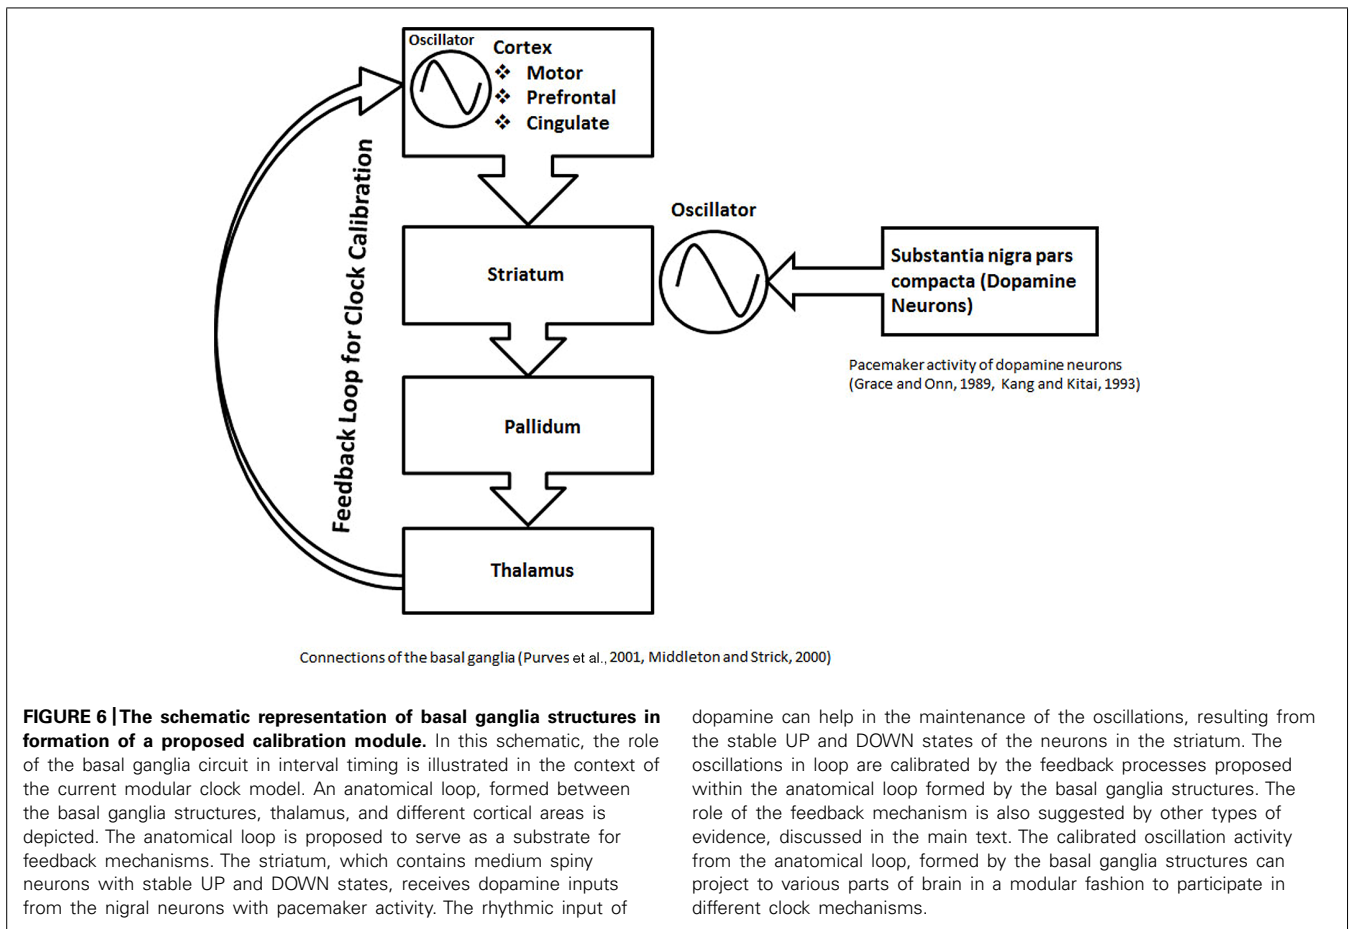 Oscillator
Cortex
❖ Motor
❖ Prefrontal
❖ Cingulate
Feedback Loop for Clock Calibration
Oscillator
Striatum
Substantia nigra pars
compacta (Dopamine
Neurons)
Pacemaker activity of dopamine neurons
(Grace and Onn, 1989, Kang and Kitai, 1993)
Pallidum
Thalamus
Connections of the basal ganglia (Purves et al., 2001, Middleton and Strick, 2000)
FIGURE 6 | The schematic representation of basal ganglia structures in
formation of a proposed calibration module. In this schematic, the role
of the basal ganglia circuit in interval timing is illustrated in the context of
the current modular clock model. An anatomical loop, formed between
the basal ganglia structures, thalamus, and different cortical areas is
depicted. The anatomical loop is proposed to serve as a substrate for
feedback mechanisms. The striatum, which contains medium spiny
neurons with stable UP and DOWN states, receives dopamine inputs
from the nigral neurons with pacemaker activity. The rhythmic input of
dopamine can help in the maintenance of the oscillations, resulting from
the stable UP and DOWN states of the neurons in the striatum. The
oscillations in loop are calibrated by the feedback processes proposed
within the anatomical loop formed by the basal ganglia structures. The
role of the feedback mechanism is also suggested by other types of
evidence, discussed in the main text. The calibrated oscillation activity
from the anatomical loop, formed by the basal ganglia structures can
project to various parts of brain in a modular fashion to participate in
different clock mechanisms.